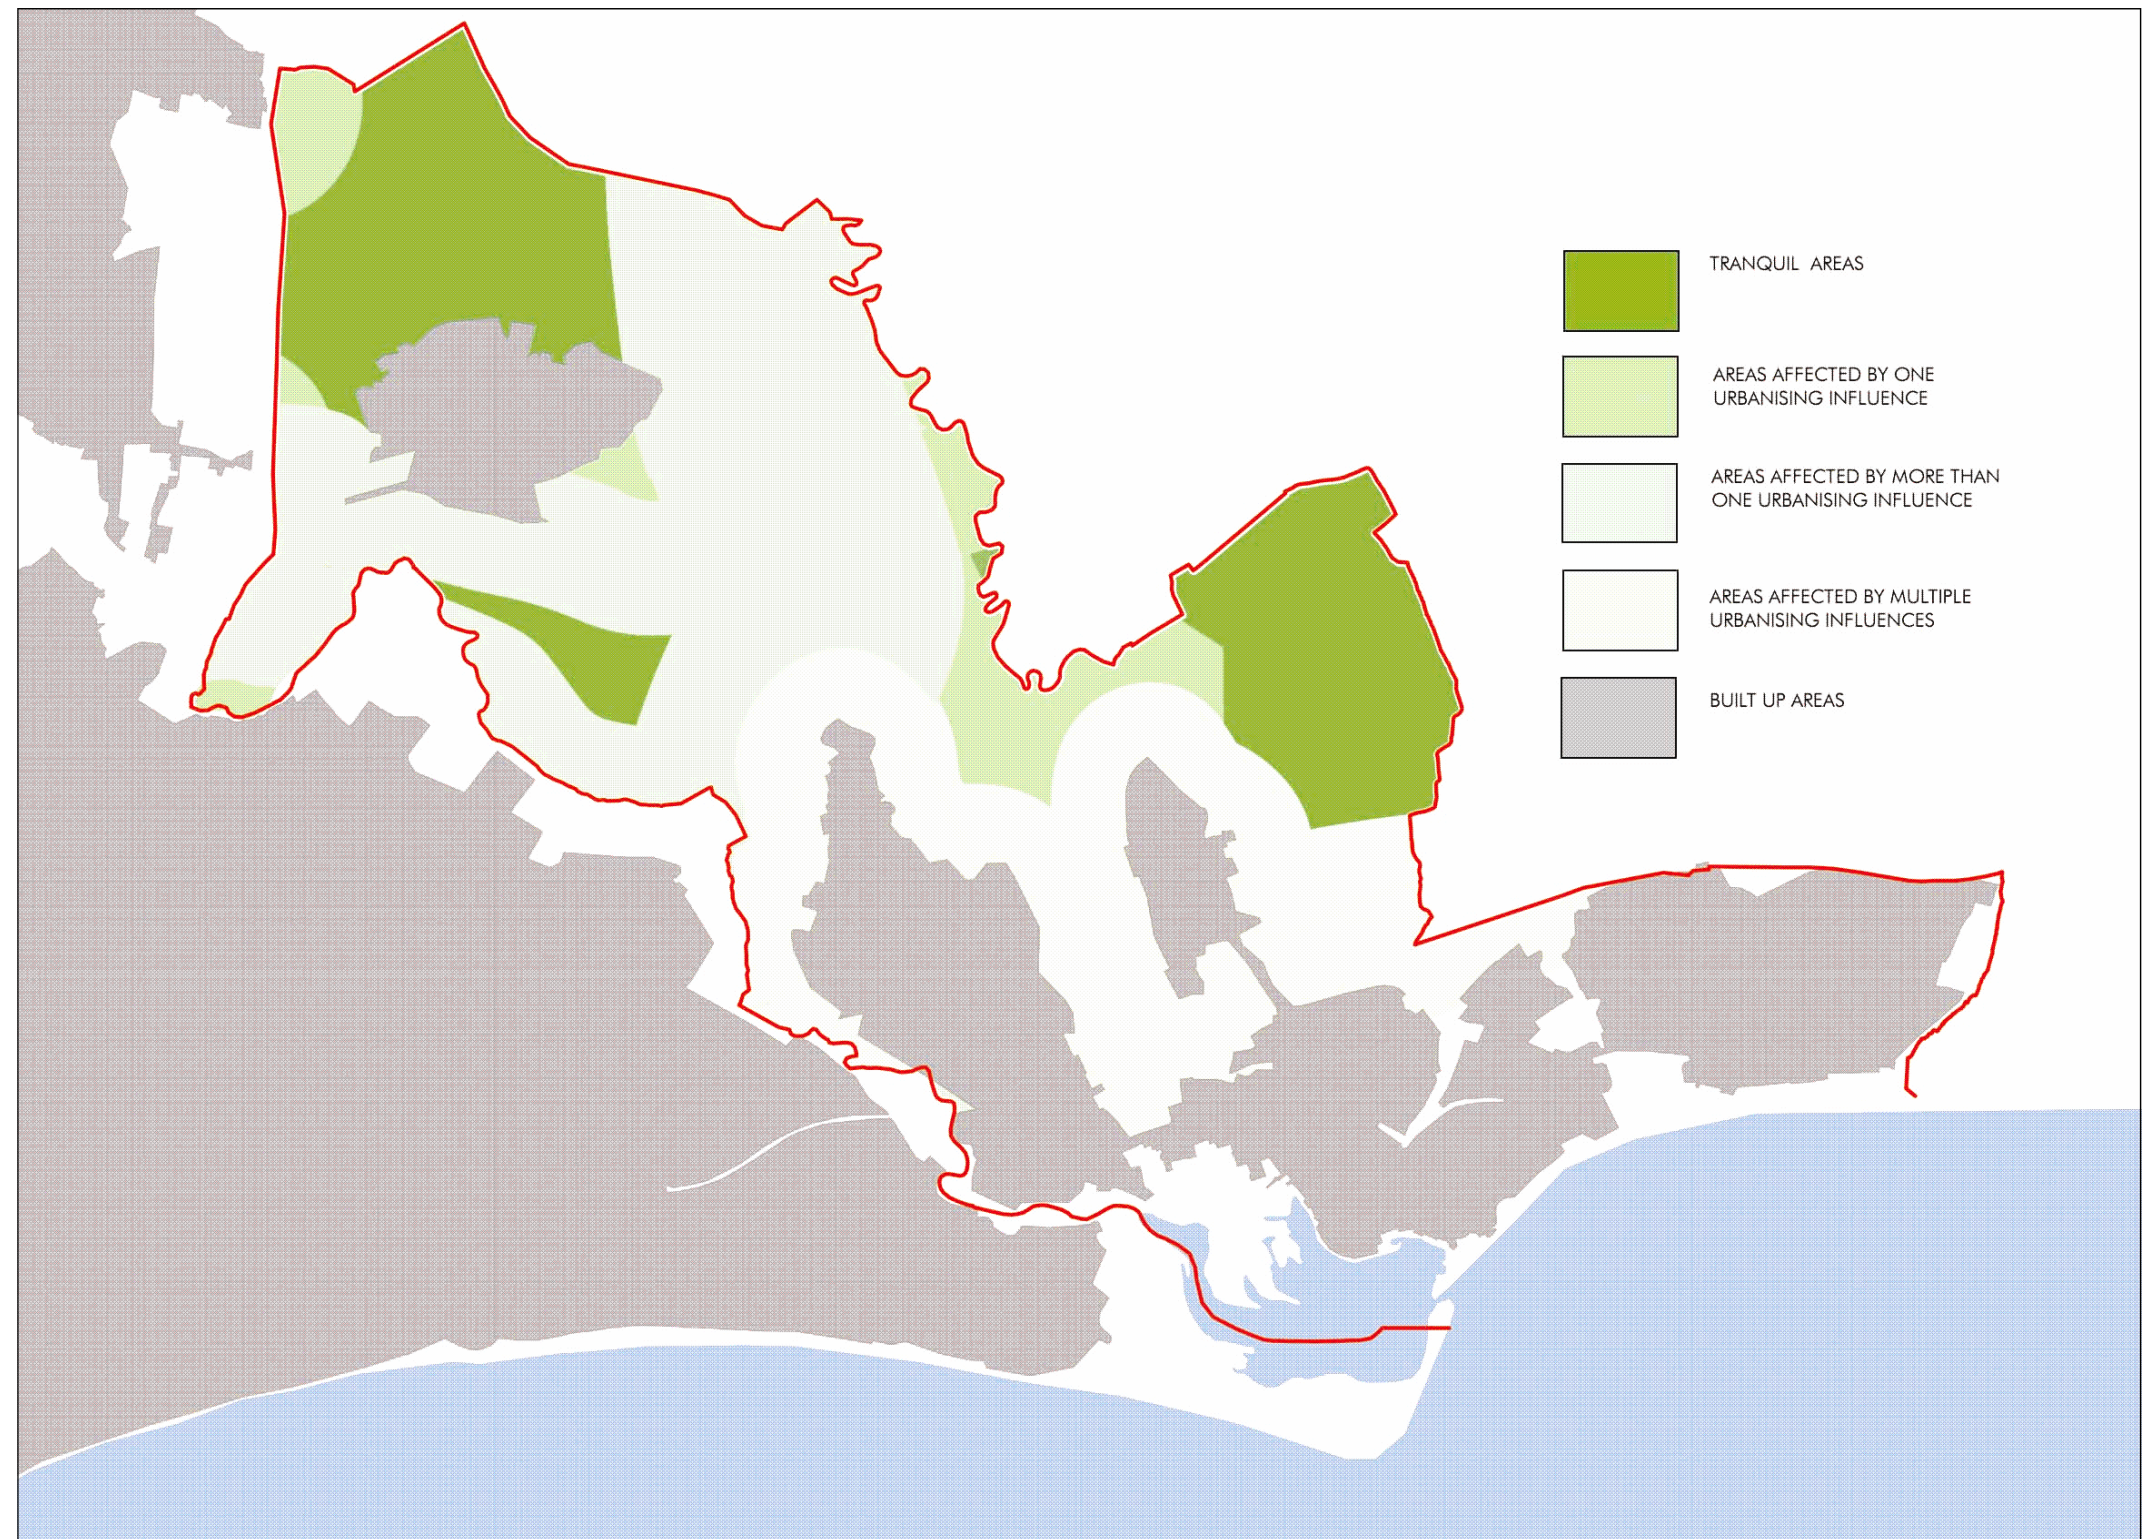 TRANQUIL AREAS
AREAS AFFECTED BY ONE
URBANISING INFLUENCE
AREAS AFFECTED BY MORE THAN
ONE URBANISING INFLUENCE
AREAS AFFECTED BY MULTIPLE
URBANISING INFLUENCES
BUILT UP AREAS